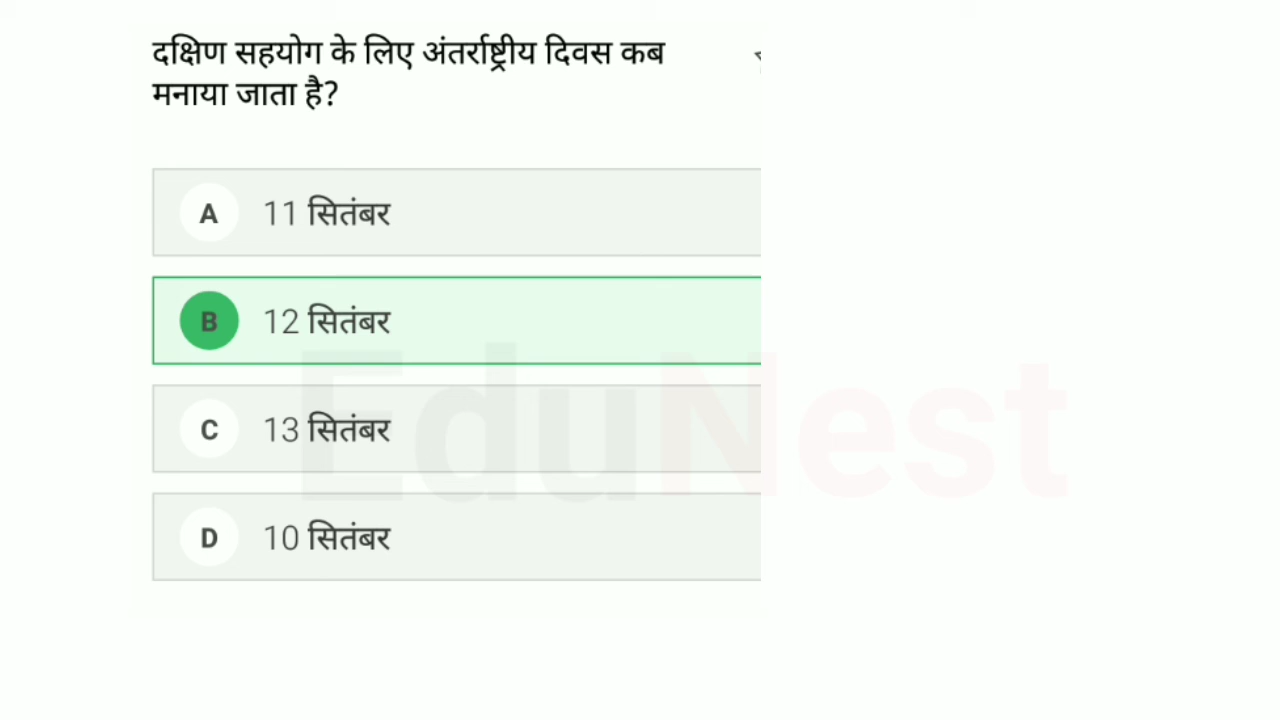 दक्षिण सहयोग के लिए अंतर्राष्ट्रीय दिवस कब
मनाया जाता है?
A 11 सितंबर
B 12 सितंबर
C 13 सितंबर
D 10 सितंबर
EduNest